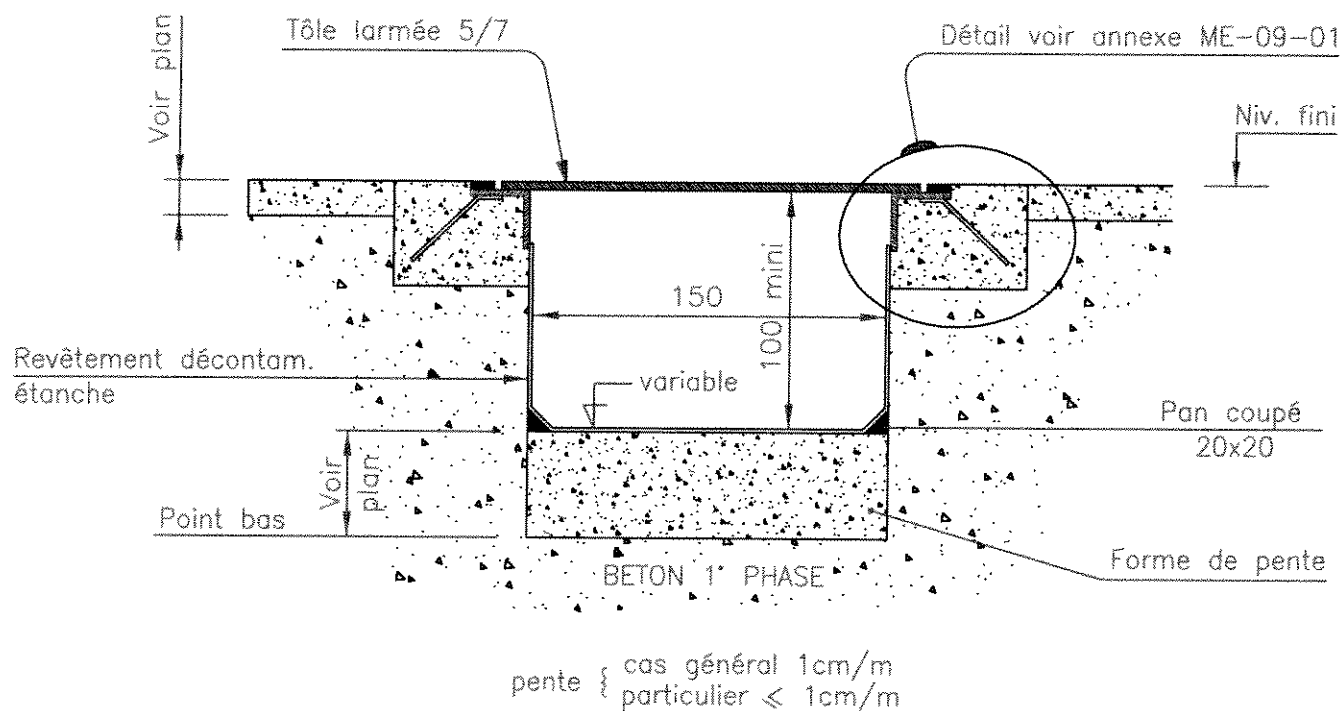 Voir plan
Tôle larmée 5/7
Détail voir annexe ME-09-01
Niv. fini
150
100 mini
Revêtement décontam.
étanche
variable
Pan coupé
20x20
Voir
plan
Point bas
BETON 1° PHASE
Forme de pente
pente { cas général 1cm/m
particulier ⩽ 1cm/m